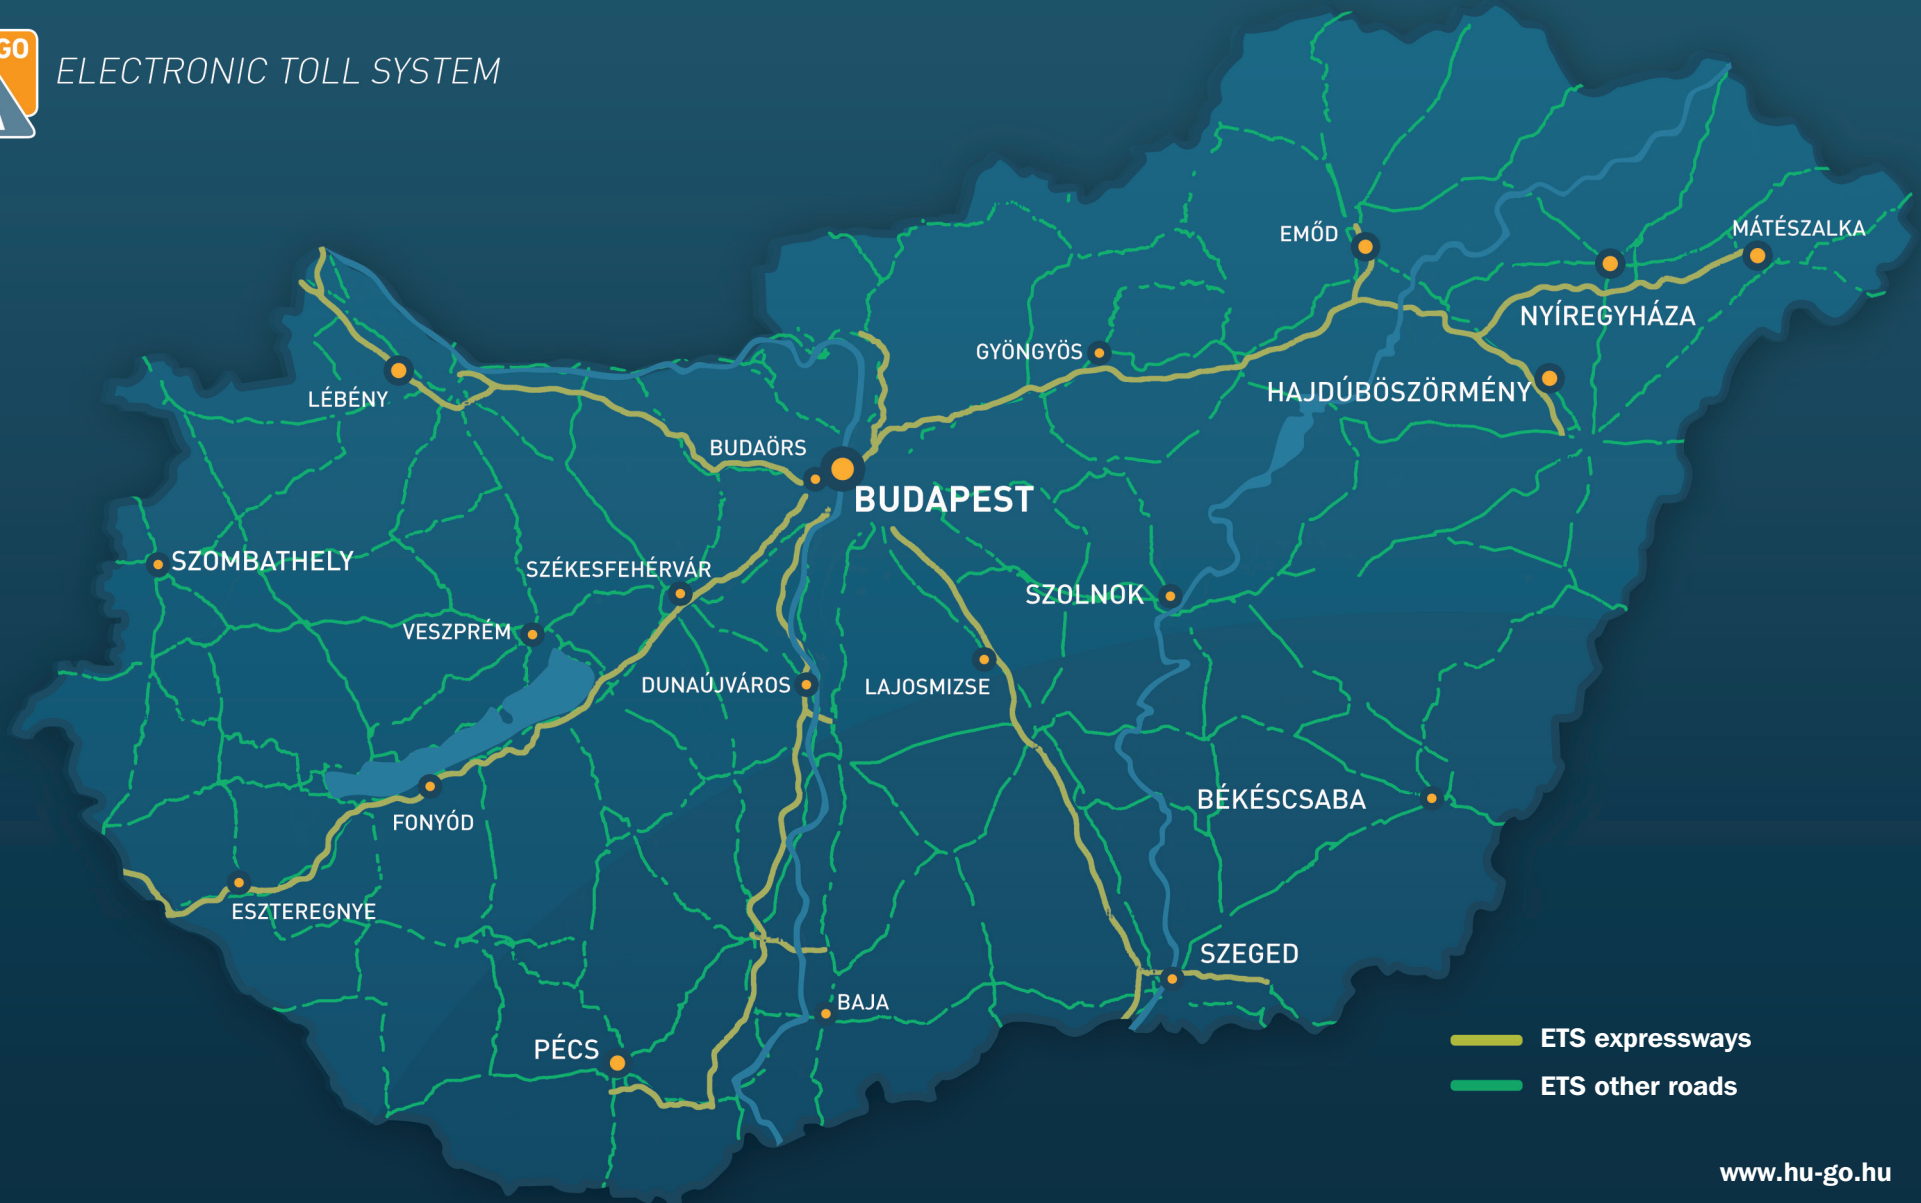 GO
ELECTRONIC TOLL SYSTEM
EMŐD
MÁTÉSZALKA
NYÍREGYHÁZA
GYÖNGYÖS
HAJDÚBÖSZÖRMÉNY
LÉBÉNY
BUDAÖRS
BUDAPEST
SZOMBATHELY
SZÉKESFEHÉRVÁR
SZOLNOK
VESZPRÉM
DUNAÚJVÁROS
LAJOSMIZSE
BÉKÉSCSABA
FONYÓD
ESZTEREGNYE
SZEGED
BAJA
PÉCS
ETS expressways
ETS other roads
www.hu-go.hu